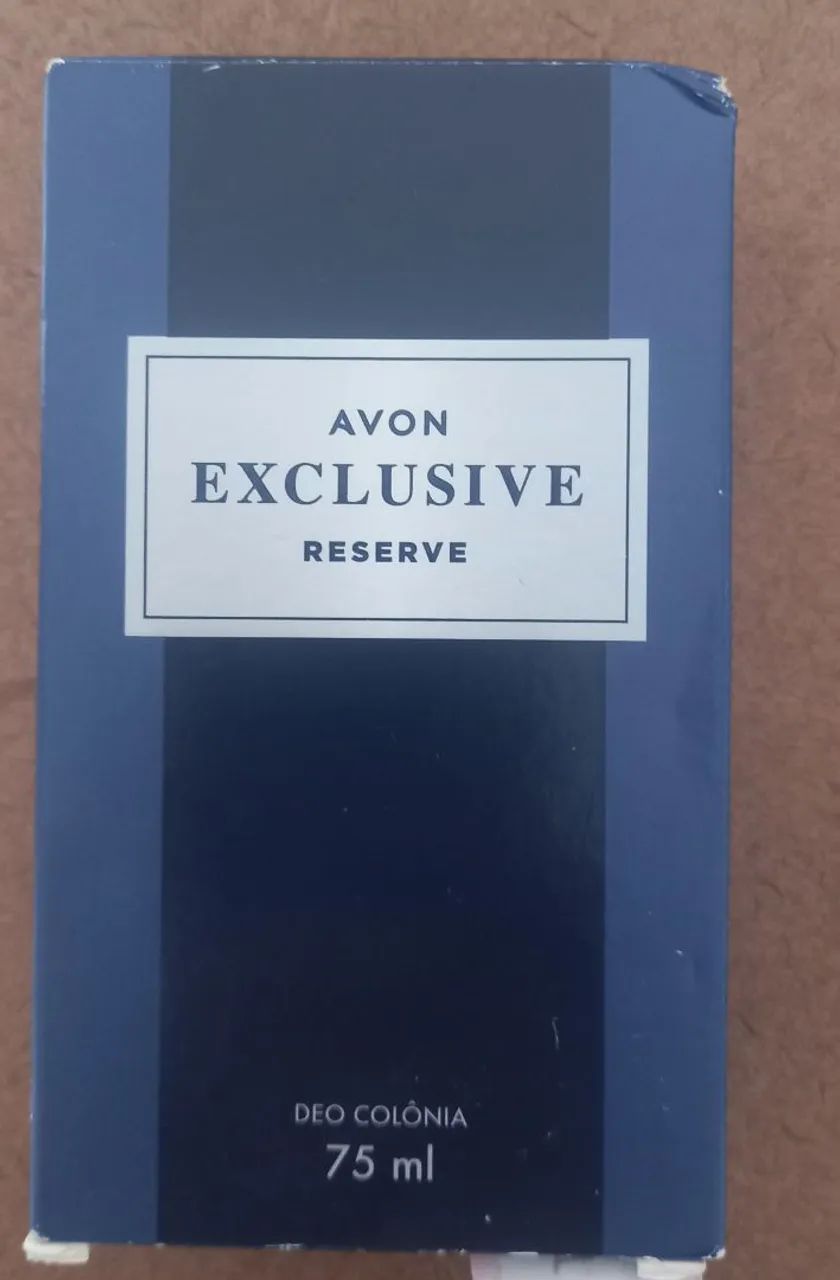 AVON
EXCLUSIVE
RESERVE
DEO COLÔNIA
75 ml